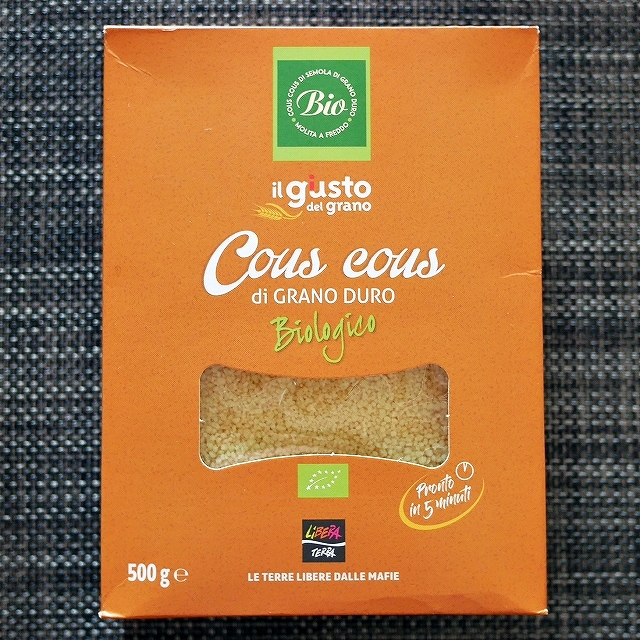 COUS COUS DI SEMOLA DI GRANO DURO
Bio
MOLITA A FREDDO
il gusto
del grano
Cous cous
di GRANO DURO
Biologico
Pronto
in 5 minuti
LIBERA
TERRA
500 g e
LE TERRE LIBERE DALLE MAFIE